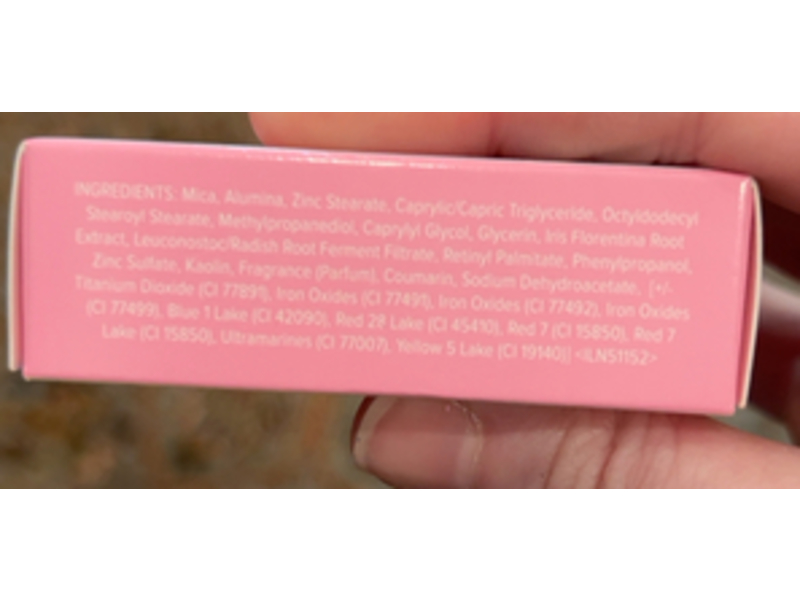 INGREDIENTS: Mica, Alumina, Zinc Stearate, Caprylic/Capric Triglyceride, Octyldodecyl
Stearoyl Stearate, Methylpropanediol, Caprylyl Glycol, Glycerin, Iris Florentina Root
Extract, Leuconostoc/Radish Root Ferment Filtrate, Retinyl Palmitate, Phenylpropanol,
Zinc Sulfate, Kaolin, Fragrance (Parfum), Coumarin, Sodium Dehydroacetate, [+/-
Titanium Dioxide (CI 77891), Iron Oxides (CI 77491), Iron Oxides (CI 77492), Iron Oxides
(CI 77499), Blue 1 Lake (CI 42090), Red 28 Lake (CI 45410), Red 7 (CI 15850), Red 7
Lake (CI 15850), Ultramarines (CI 77007), Yellow 5 Lake (CI 19140)] <ILN51152>